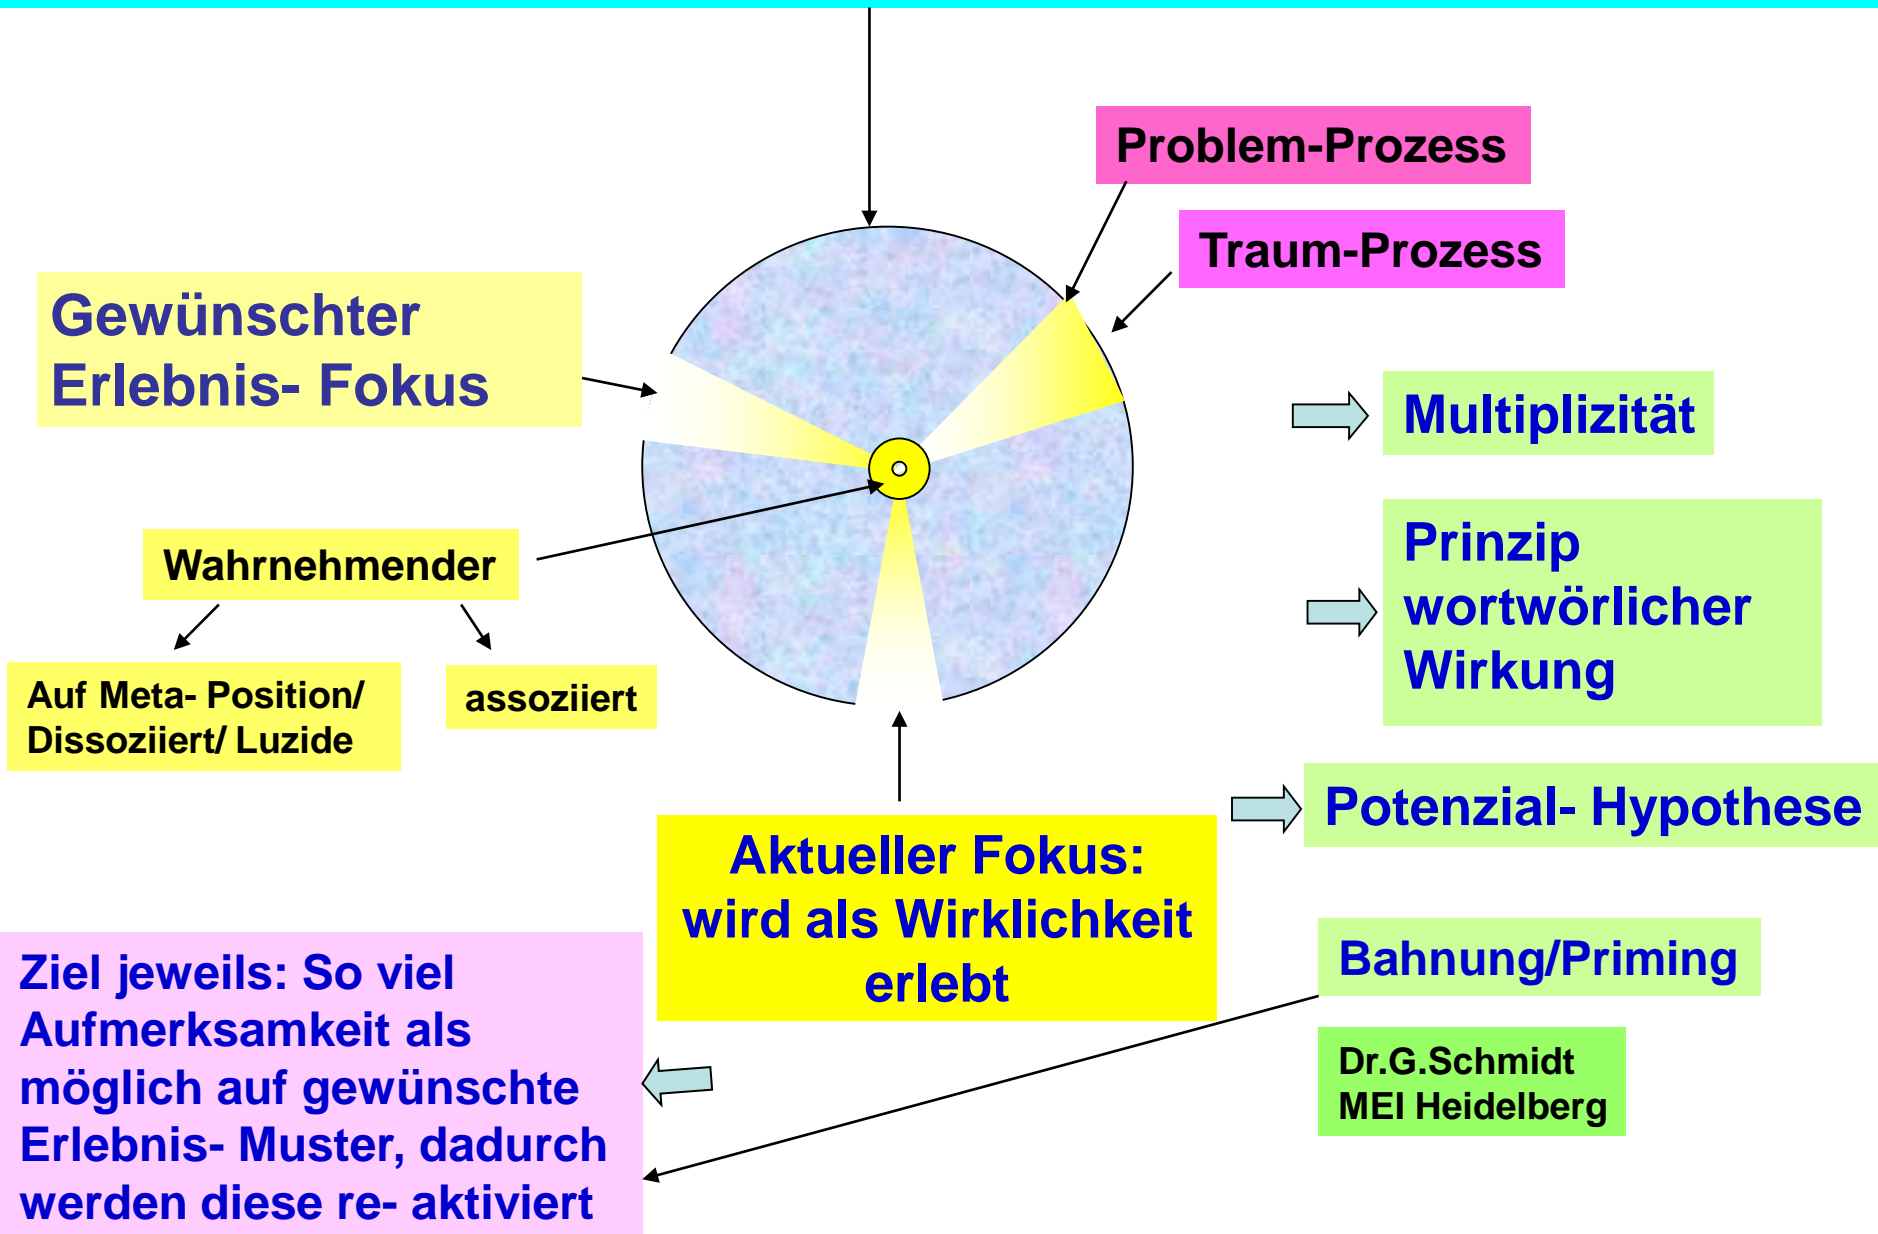 Problem-Prozess
Traum-Prozess
Gewünschter
Erlebnis- Fokus
Multiplizität
Prinzip
wortwörlicher
Wirkung
Wahrnehmender
Auf Meta- Position/
Dissoziiert/ Luzide
assoziiert
Potenzial- Hypothese
Aktueller Fokus:
wird als Wirklichkeit
erlebt
Bahnung/Priming
Ziel jeweils: So viel
Aufmerksamkeit als
möglich auf gewünschte
Erlebnis- Muster, dadurch
werden diese re- aktiviert
Dr.G.Schmidt
MEI Heidelberg